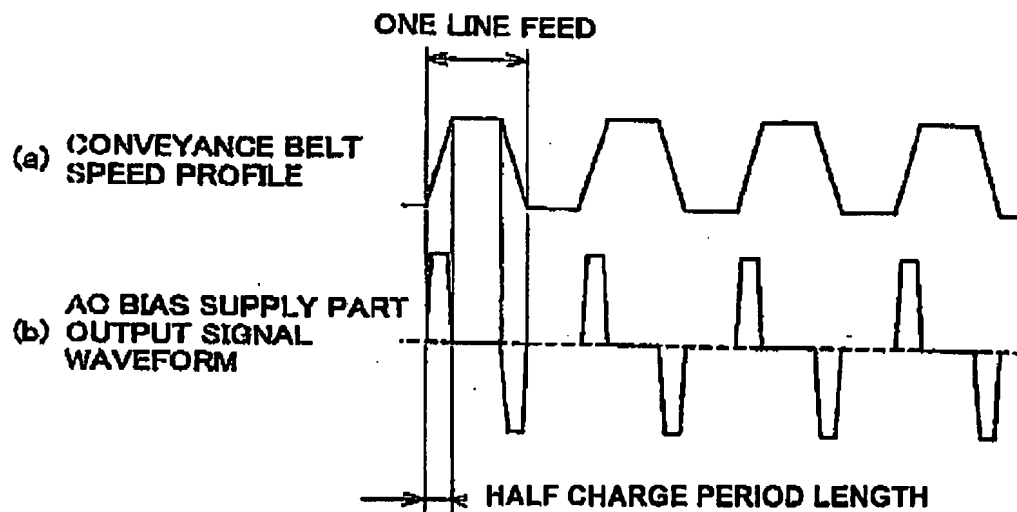 ONE LINE FEED
(a) CONVEYANCE BELT
SPEED PROFILE
AC BIAS SUPPLY PART
(b) OUTPUT SIGNAL
WAVEFORM
HALF CHARGE PERIOD LENGTH